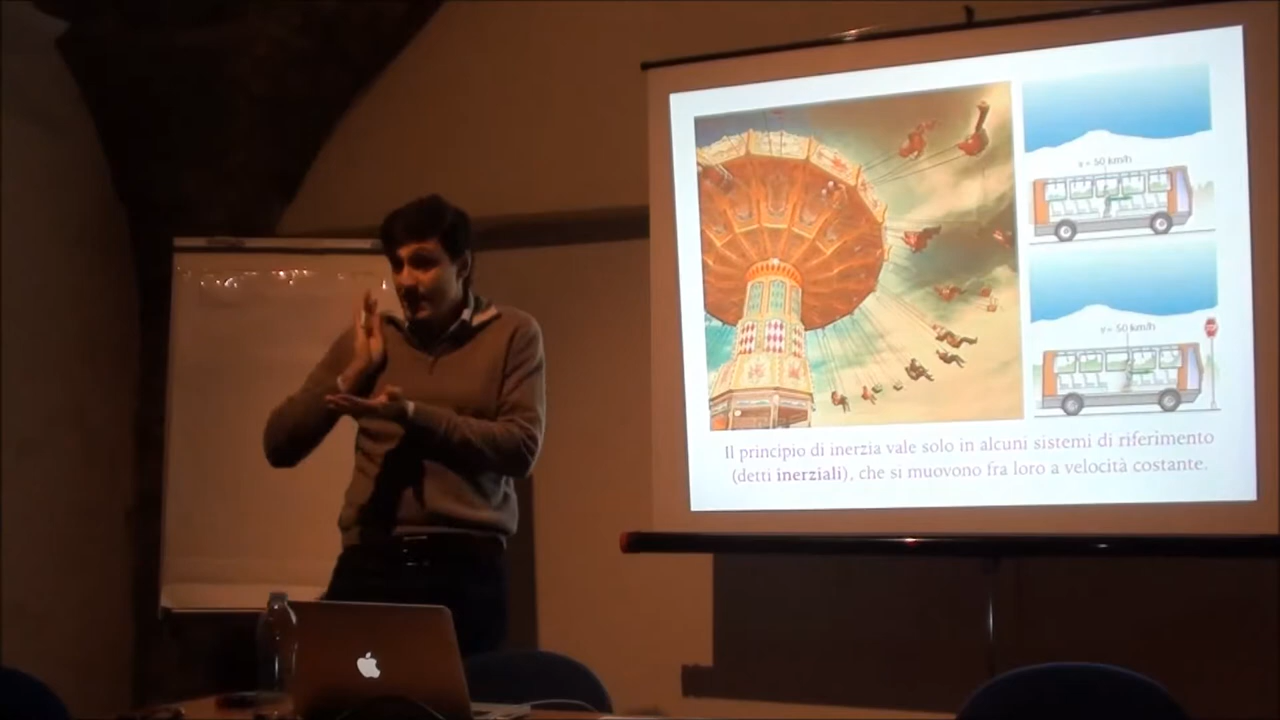 v = 50 km/h
v = 50 km/h
STOP
Il principio di inerzia vale solo in alcuni sistemi di riferimento
(detti inerziali), che si muovono fra loro a velocità costante.